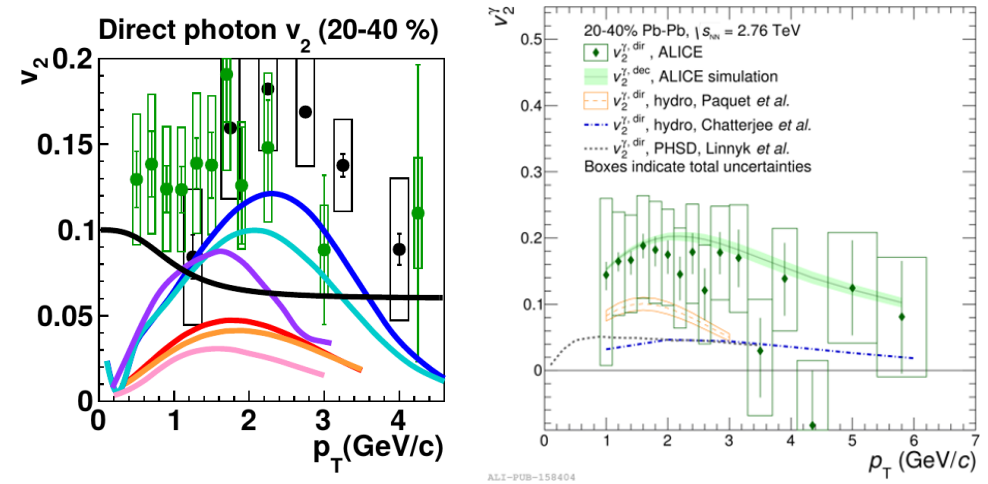 Direct photon v2 (20-40 %)
v2
0.2
0.15
0.1
0.05
0
0 1 2 3 4
pT(GeV/c)
v2γ
20-40% Pb-Pb, √sNN = 2.76 TeV
v2γ, dir , ALICE
v2γ, dec, ALICE simulation
v2γ, dir, hydro, Paquet et al.
v2γ, dir, hydro, Chatterjee et al.
v2γ, dir, PHSD, Linnyk et al.
Boxes indicate total uncertainties
0.5
0.4
0.3
0.2
0.1
0
0 1 2 3 4 5 6 7
pT (GeV/c)
ALI-PUB-158404